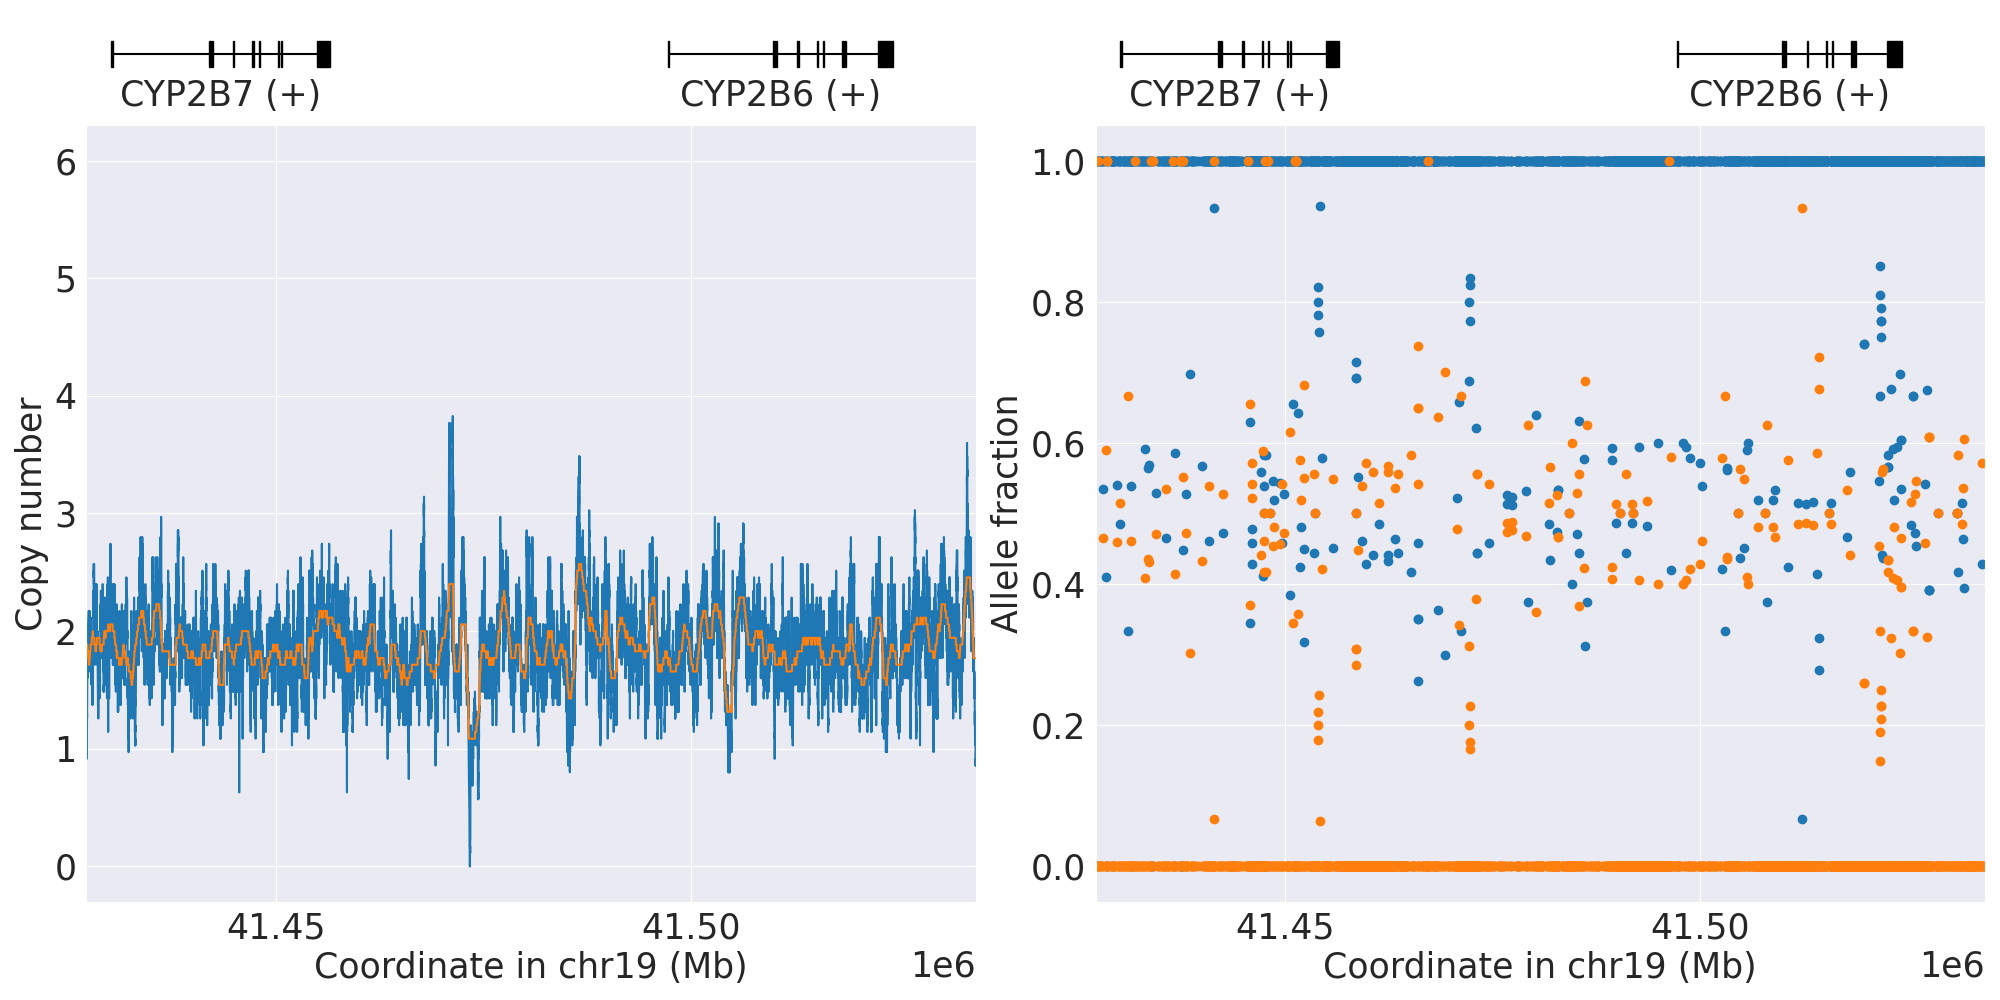 CYP2B7 (+) CYP2B6 (+)
6
5
4
3
2
1
0
Copy number
41.45 41.50
Coordinate in chr19 (Mb) 1e6
CYP2B7 (+) CYP2B6 (+)
1.0
0.8
0.6
0.4
0.2
0.0
Allele fraction
41.45 41.50
Coordinate in chr19 (Mb) 1e6